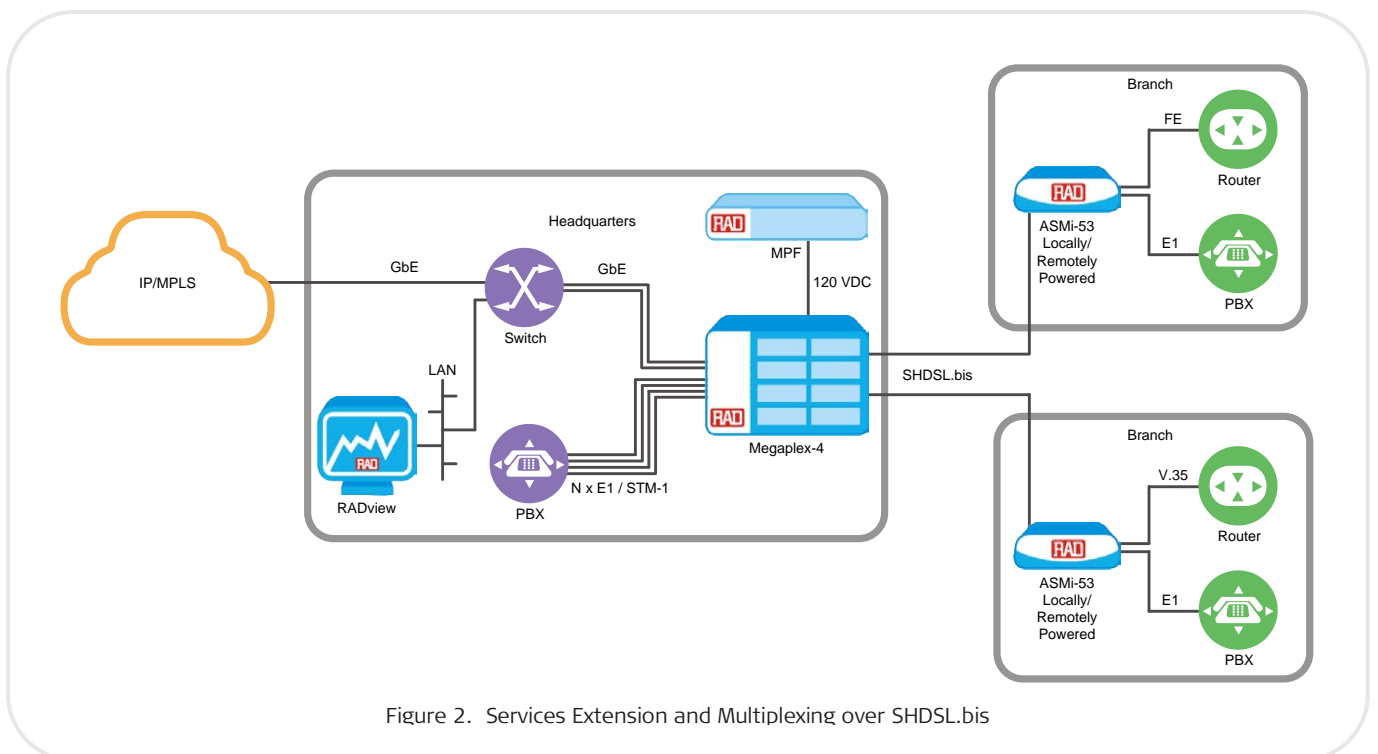 Branch
FE
Router
RAD
ASMi-53
Locally/
Remotely
Powered
E1
PBX
Headquarters
RAD
MPF
120 VDC
IP/MPLS
GbE
GbE
Switch
LAN
RAD
RADview
PBX
N x E1 / STM-1
RAD
Megaplex-4
SHDSL.bis
Branch
V.35
Router
RAD
ASMi-53
Locally/
Remotely
Powered
E1
PBX
Figure 2. Services Extension and Multiplexing over SHDSL.bis